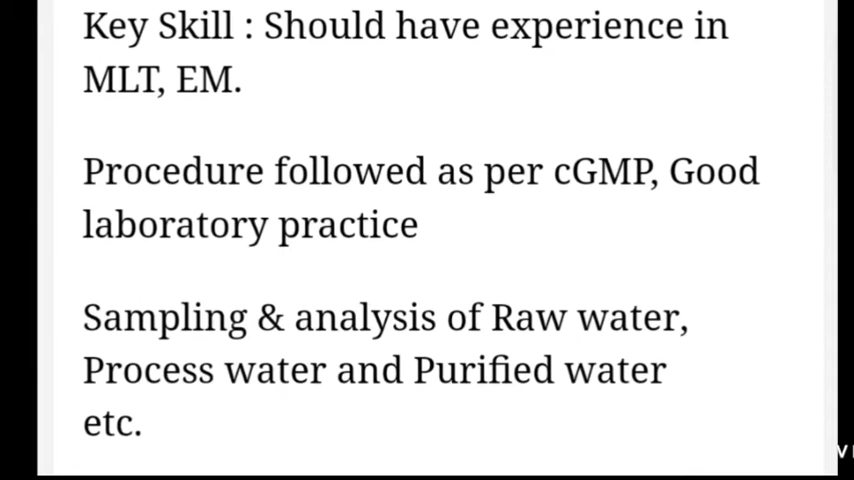 Key Skill : Should have experience in
MLT, EM.
Procedure followed as per cGMP, Good
laboratory practice
Sampling & analysis of Raw water,
Process water and Purified water
etc.